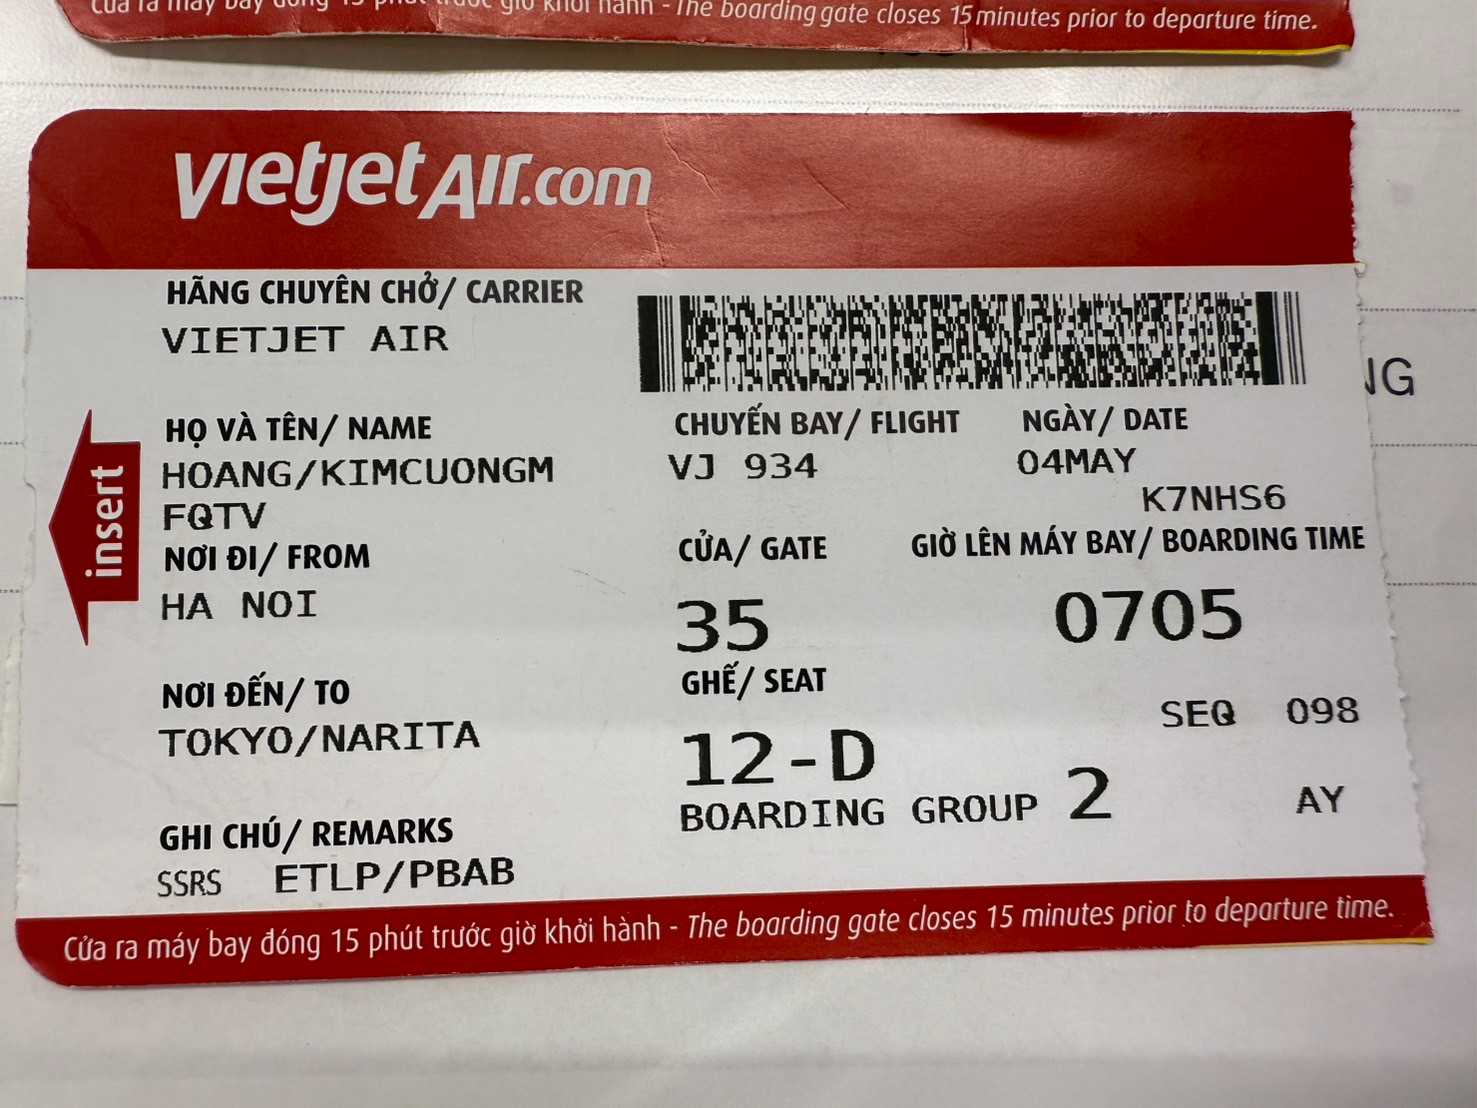 Cửa ra máy bay đóng 15 phút trước giờ khởi hành - The boarding gate closes 15 minutes prior to departure time.
vietjetAir.com
HÃNG CHUYÊN CHỞ/ CARRIER
VIETJET AIR
HỌ VÀ TÊN/ NAME
HOANG/KIMCUONGM
FQTV
CHUYẾN BAY/ FLIGHT
VJ 934
NGÀY/ DATE
04MAY
K7NHS6
NƠI ĐI/ FROM
HA NOI
CỬA/ GATE
35
GIỜ LÊN MÁY BAY/ BOARDING TIME
0705
NƠI ĐẾN/ TO
TOKYO/NARITA
GHẾ/ SEAT
12-D
SEQ 098
BOARDING GROUP 2
AY
GHI CHÚ/ REMARKS
SSRS ETLP/PBAB
insert
Cửa ra máy bay đóng 15 phút trước giờ khởi hành - The boarding gate closes 15 minutes prior to departure time.